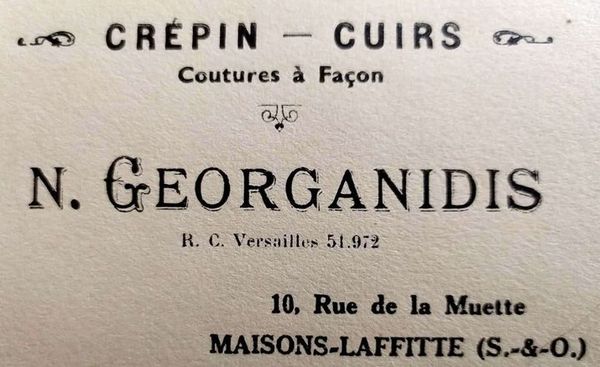 CRÉPIN — CUIRS
Coutures à Façon
N. GEORGANIDIS
R. C. Versailles 51.972
10, Rue de la Muette
MAISONS-LAFFITTE (S.-&-O.)